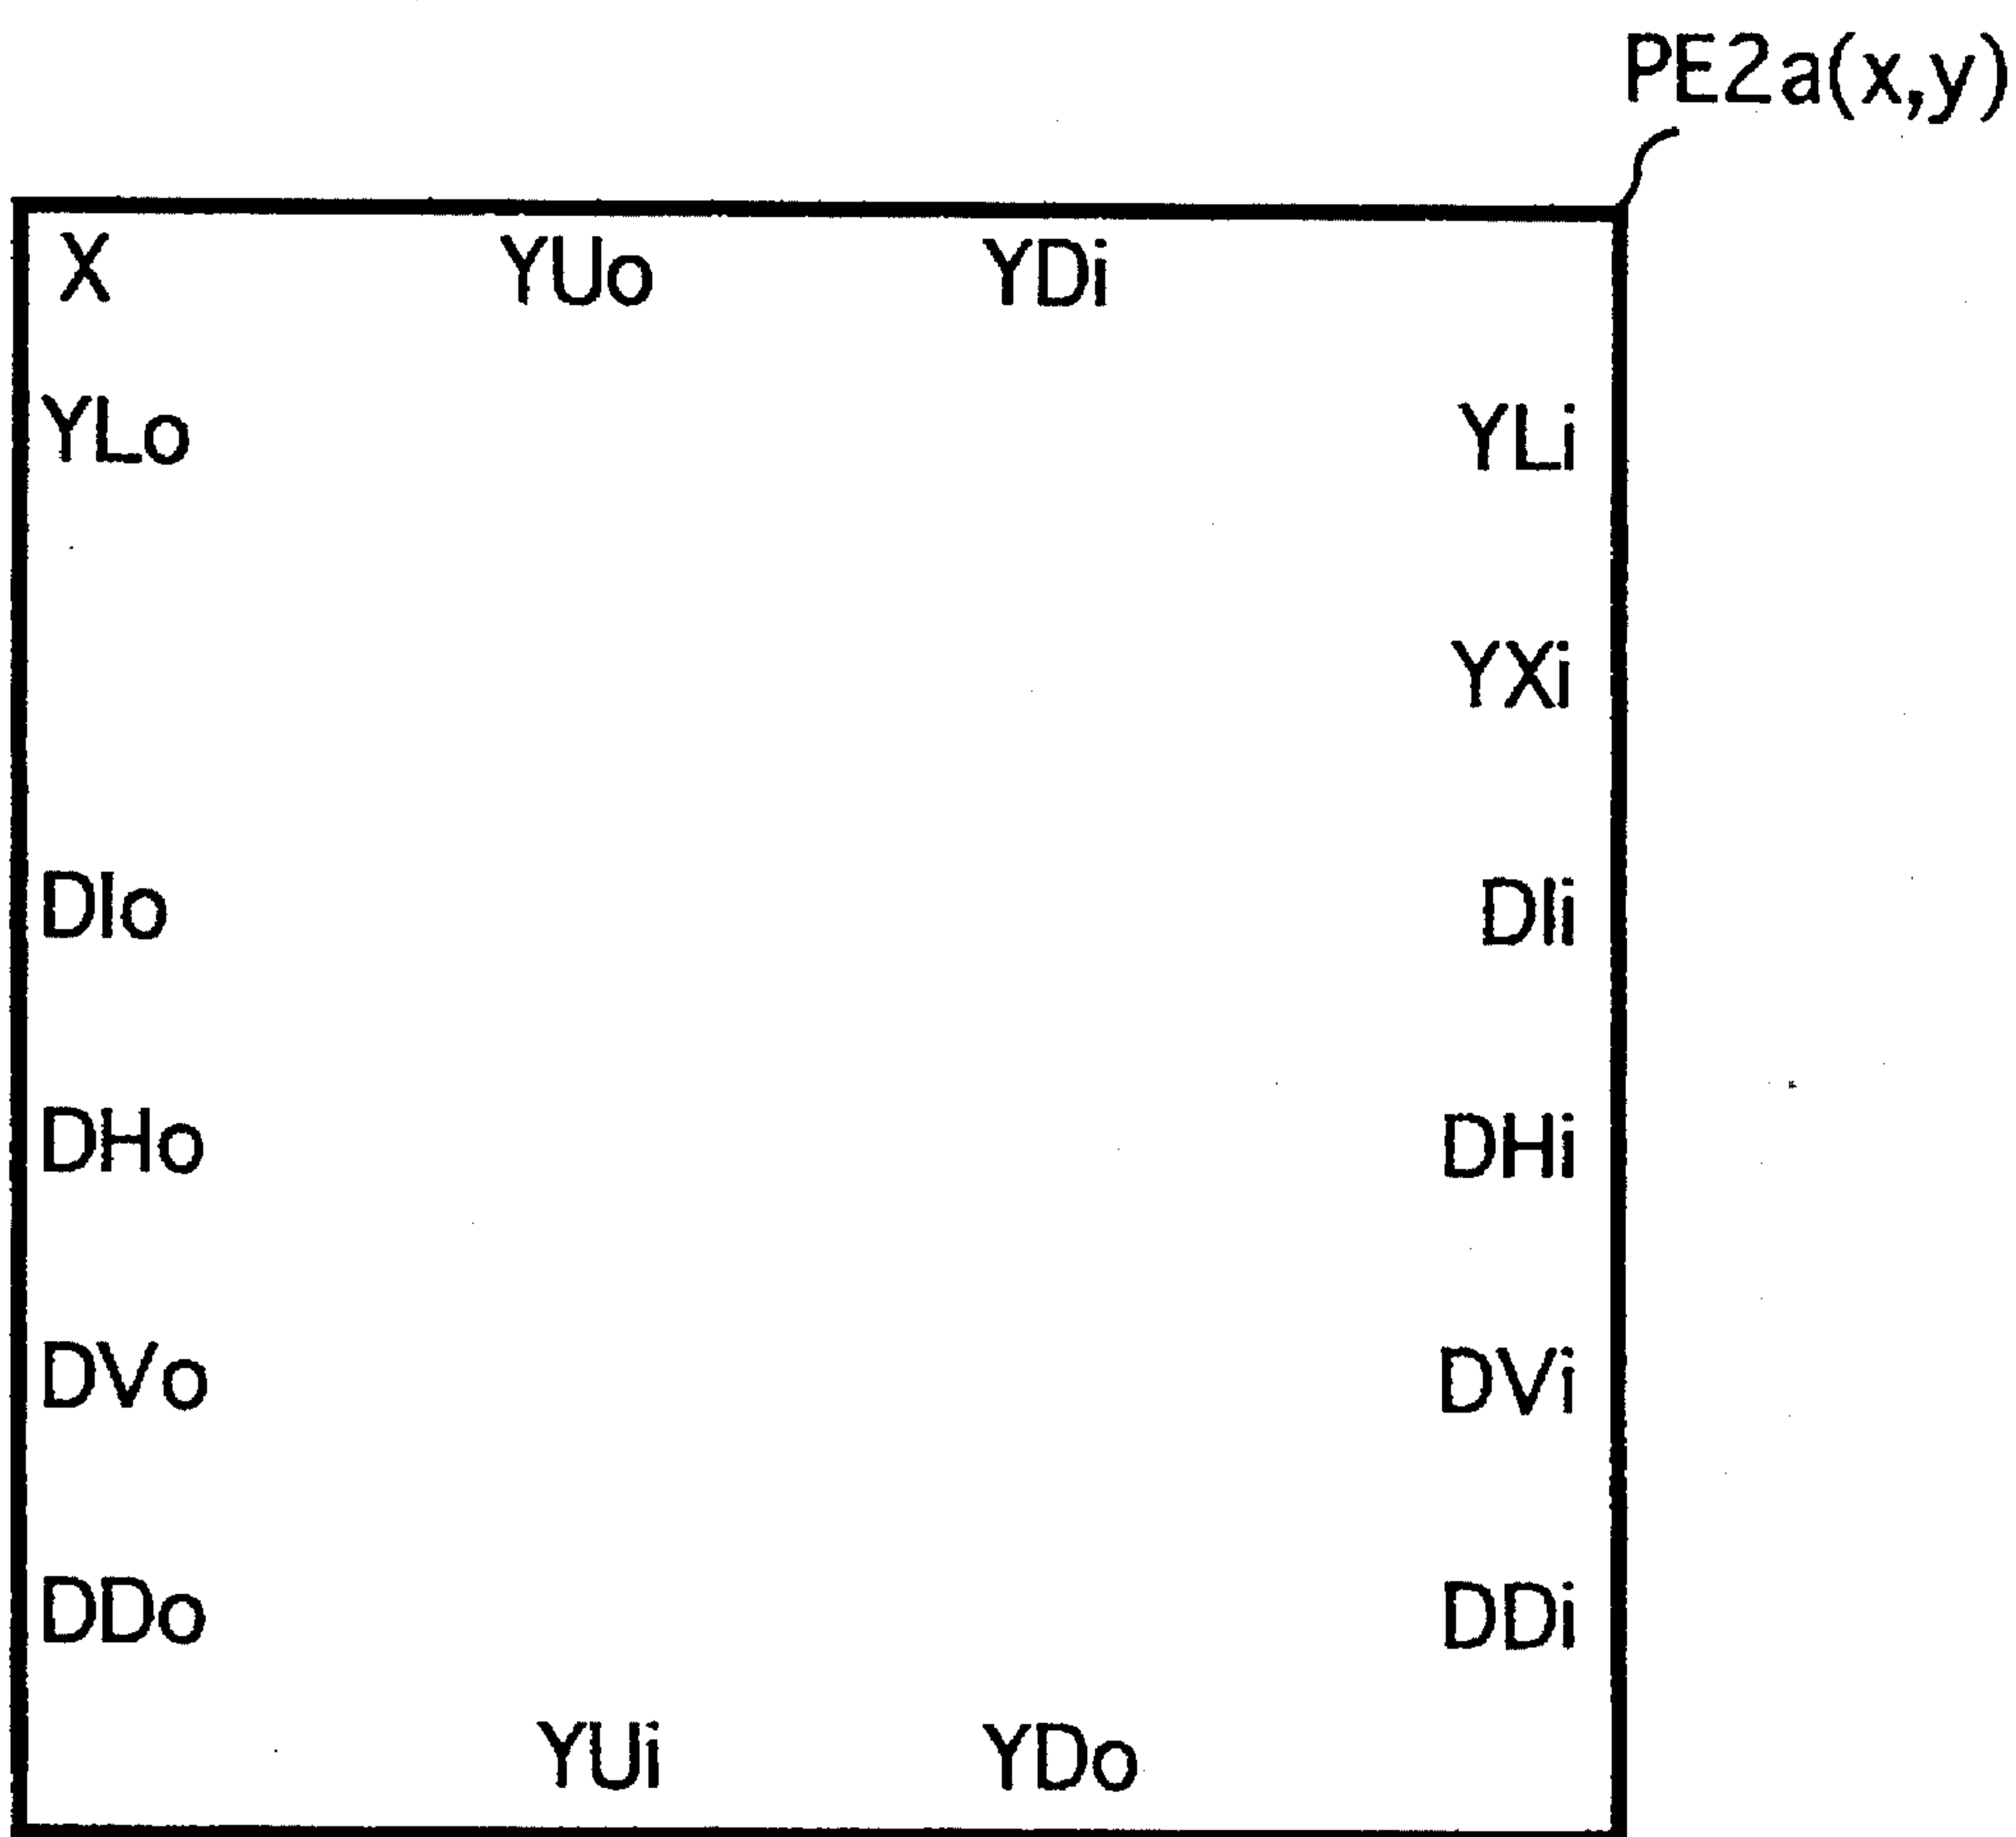 PE2a(x,y)
X YUo YDi
YLo YLi
YXi
DIo DIi
DHo DHi
DVo DVi
DDo DDi
YUi YDo